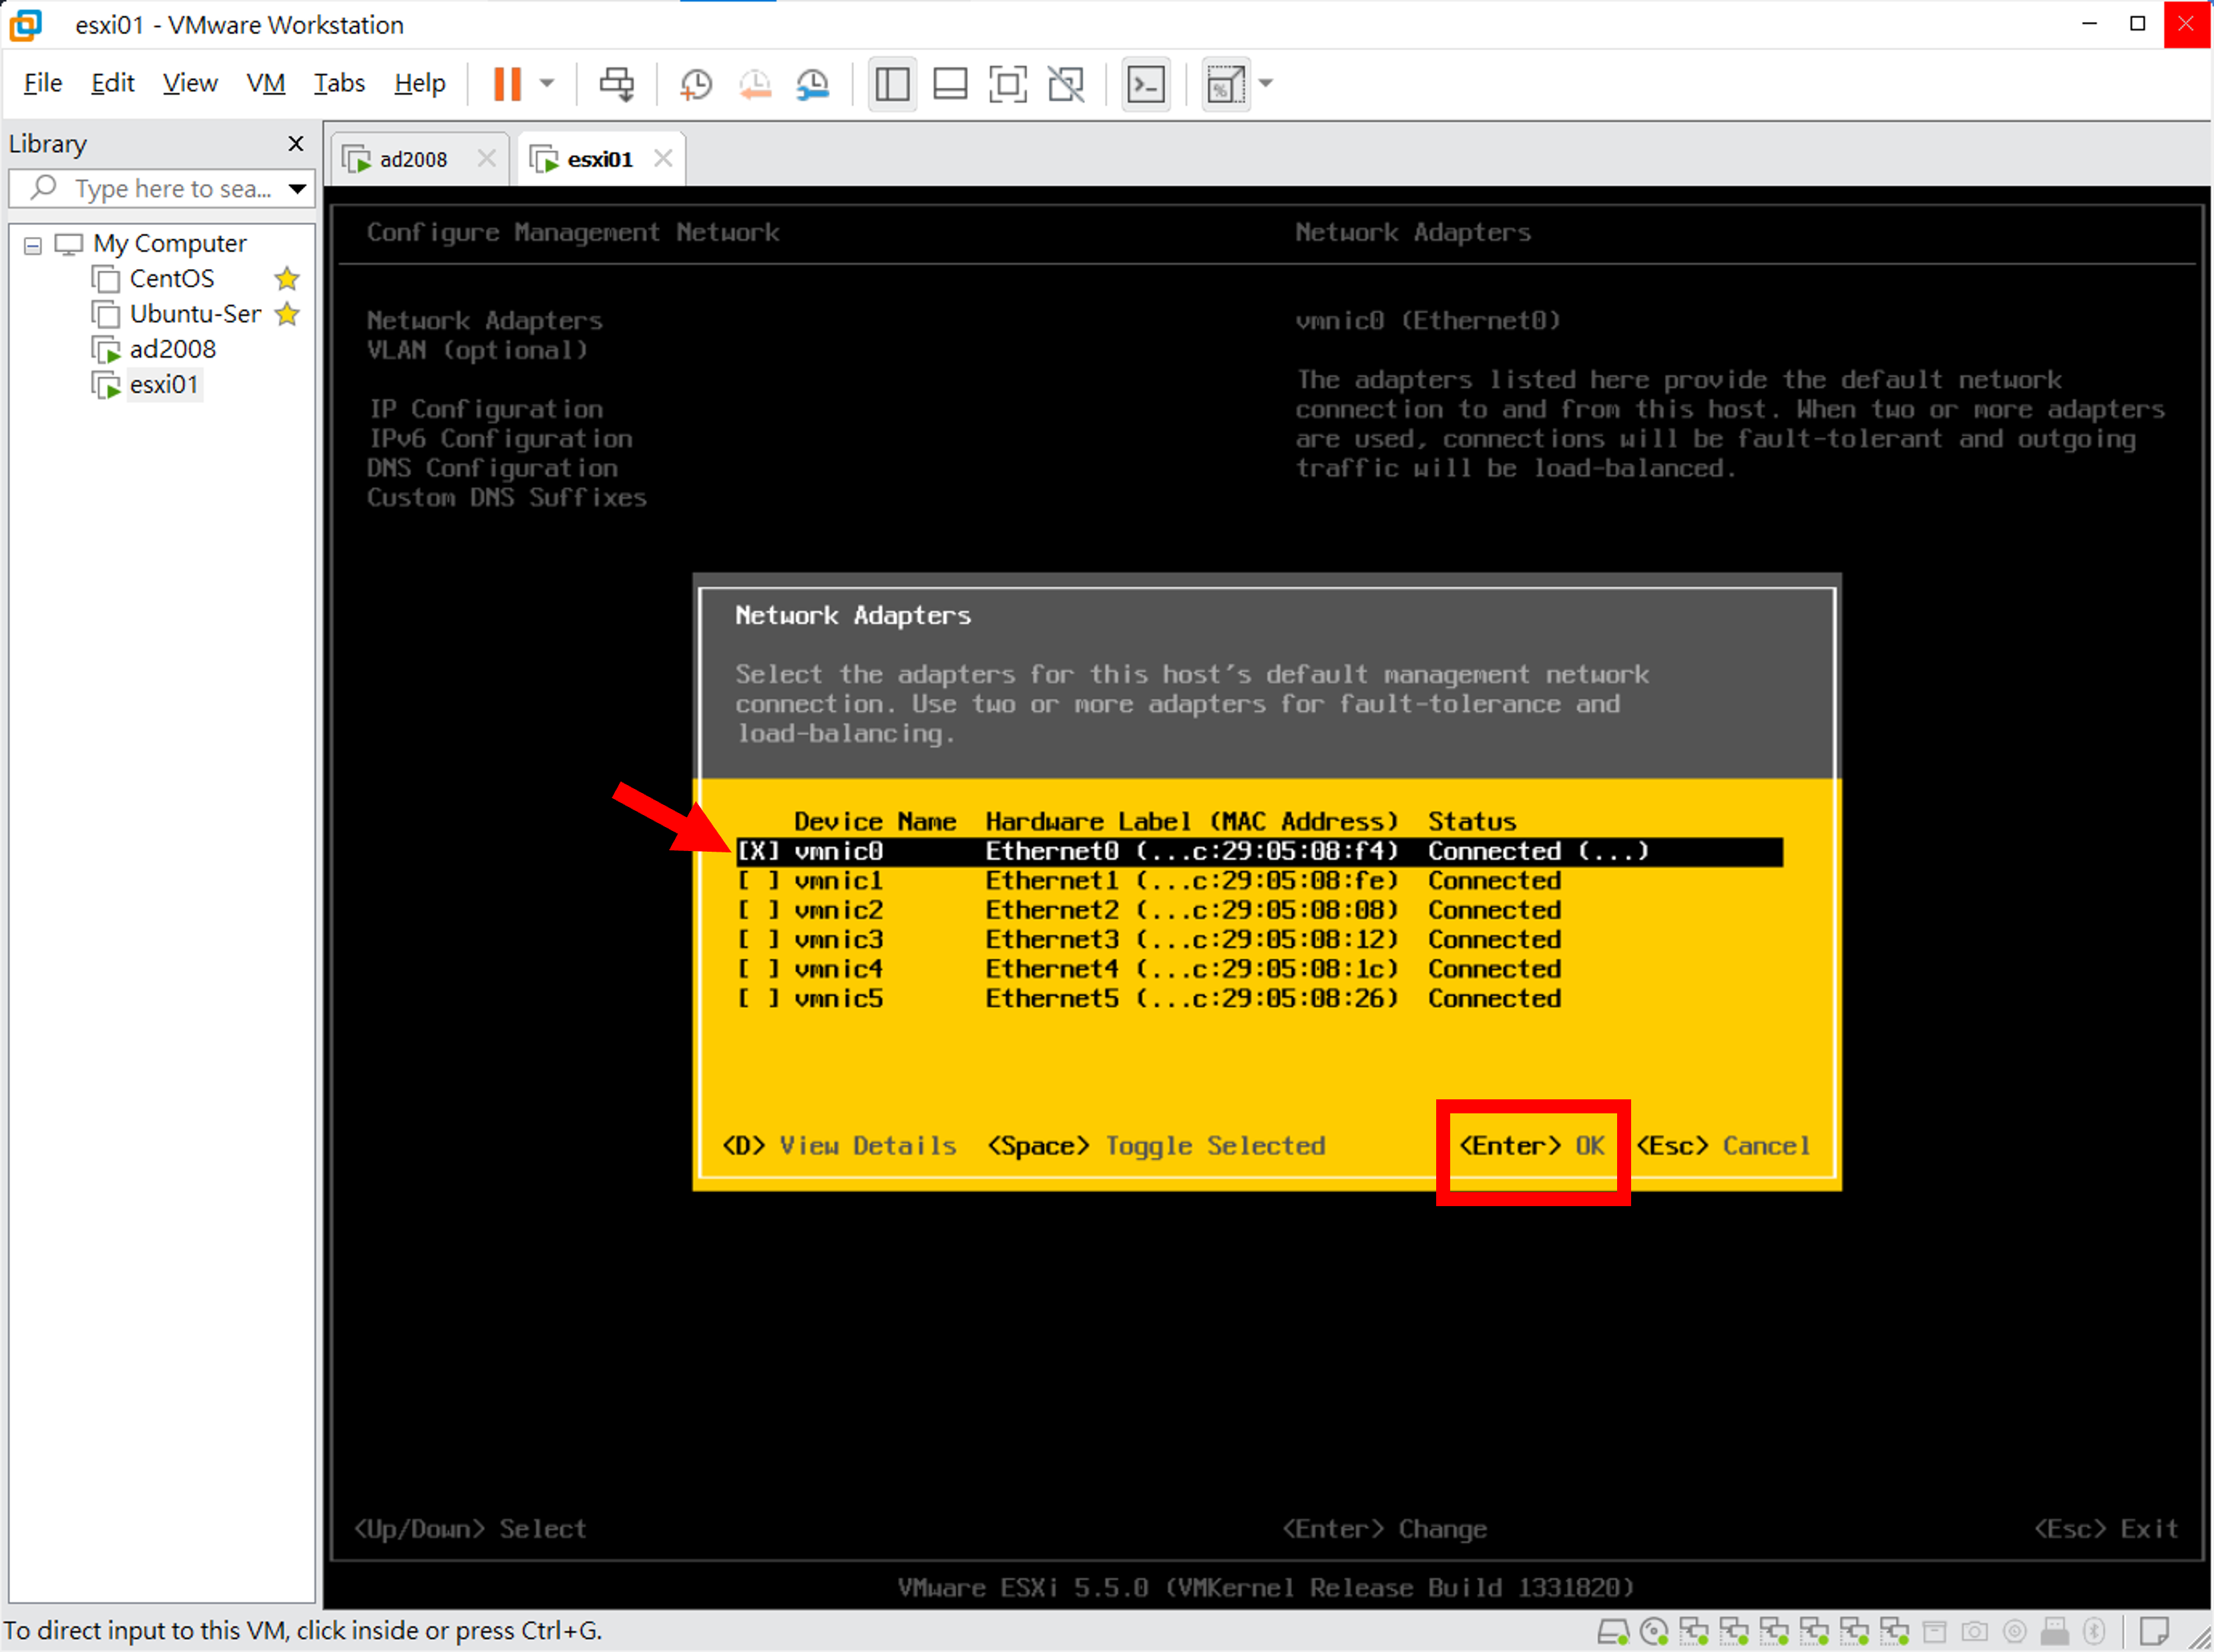 esxi01 - VMware Workstation
File Edit View VM Tabs Help
Library
Type here to sea...
My Computer
CentOS
Ubuntu-Ser
ad2008
esxi01
ad2008
esxi01
Configure Management Network
Network Adapters
Network Adapters
VLAN (optional)
IP Configuration
IPv6 Configuration
DNS Configuration
Custom DNS Suffixes
vmnic0 (Ethernet0)
The adapters listed here provide the default network
connection to and from this host. When two or more adapters
are used, connections will be fault-tolerant and outgoing
traffic will be load-balanced.
Network Adapters
Select the adapters for this host's default management network
connection. Use two or more adapters for fault-tolerance and
load-balancing.
Device Name Hardware Label (MAC Address) Status
[X] vmnic0 Ethernet0 (...c:29:05:08:f4) Connected (...)
[ ] vmnic1 Ethernet1 (...c:29:05:08:fe) Connected
[ ] vmnic2 Ethernet2 (...c:29:05:08:08) Connected
[ ] vmnic3 Ethernet3 (...c:29:05:08:12) Connected
[ ] vmnic4 Ethernet4 (...c:29:05:08:1c) Connected
[ ] vmnic5 Ethernet5 (...c:29:05:08:26) Connected
<D> View Details <Space> Toggle Selected <Enter> OK <Esc> Cancel
<Up/Down> Select <Enter> Change <Esc> Exit
VMware ESXi 5.5.0 (VMKernel Release Build 1331820)
To direct input to this VM, click inside or press Ctrl+G.